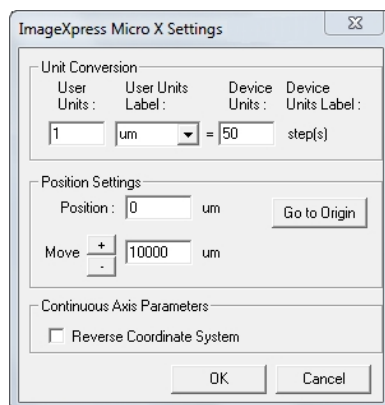 ImageXpress Micro X Settings
Unit Conversion
User Units : User Units Label : Device Units : Device Units Label :
1 um = 50 step(s)
Position Settings
Position : 0 um Go to Origin
Move + - 10000 um
Continuous Axis Parameters
Reverse Coordinate System
OK Cancel